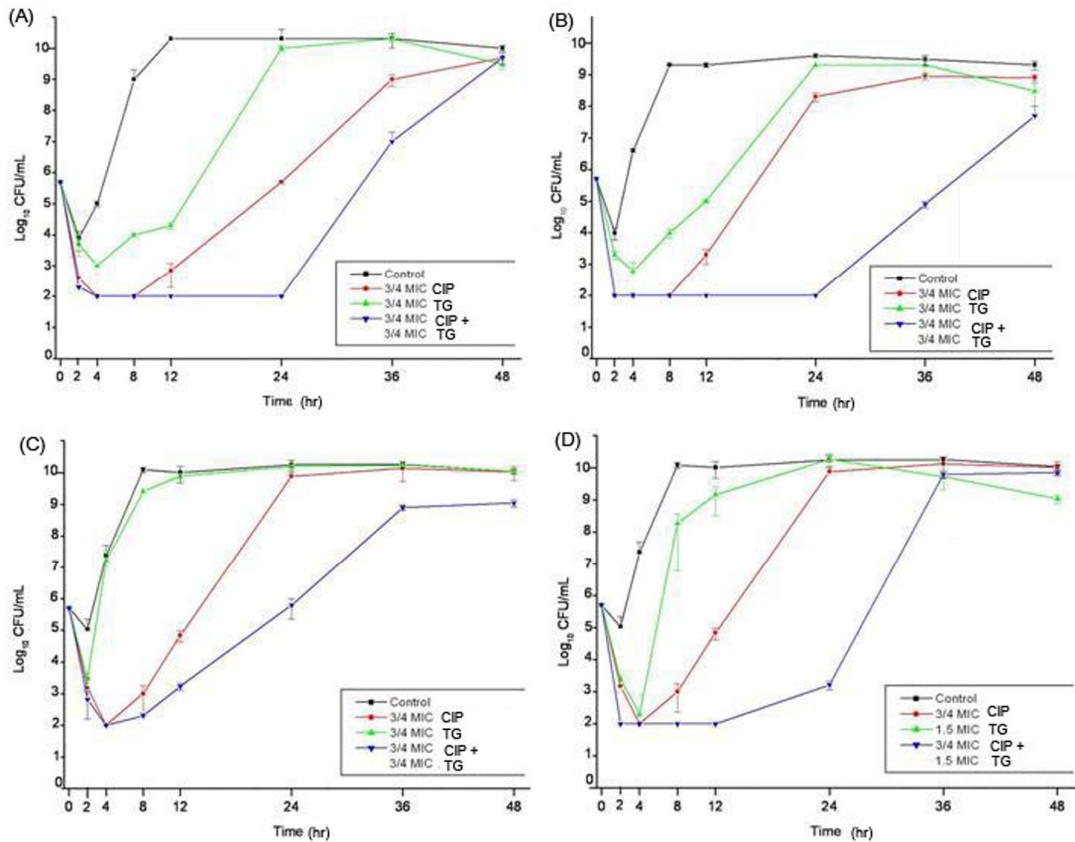 (A)
Log10 CFU/mL
10
9
8
7
6
5
4
3
2
1
0
Control
3/4 MIC CIP
3/4 MIC TG
3/4 MIC CIP +
3/4 MIC TG
0 2 4 8 12 24 36 48
Time (hr)
(B)
Log10 CFU/mL
10
9
8
7
6
5
4
3
2
1
0
Control
3/4 MIC CIP
3/4 MIC TG
3/4 MIC CIP +
3/4 MIC TG
0 2 4 8 12 24 36 48
Time (hr)
(C)
Log10 CFU/mL
10
9
8
7
6
5
4
3
2
1
0
Control
3/4 MIC CIP
3/4 MIC TG
3/4 MIC CIP +
3/4 MIC TG
0 2 4 8 12 24 36 48
Time (hr)
(D)
Log10 CFU/mL
10
9
8
7
6
5
4
3
2
1
0
Control
3/4 MIC CIP
1.5 MIC TG
3/4 MIC CIP +
1.5 MIC TG
0 2 4 8 12 24 36 48
Time (hr)